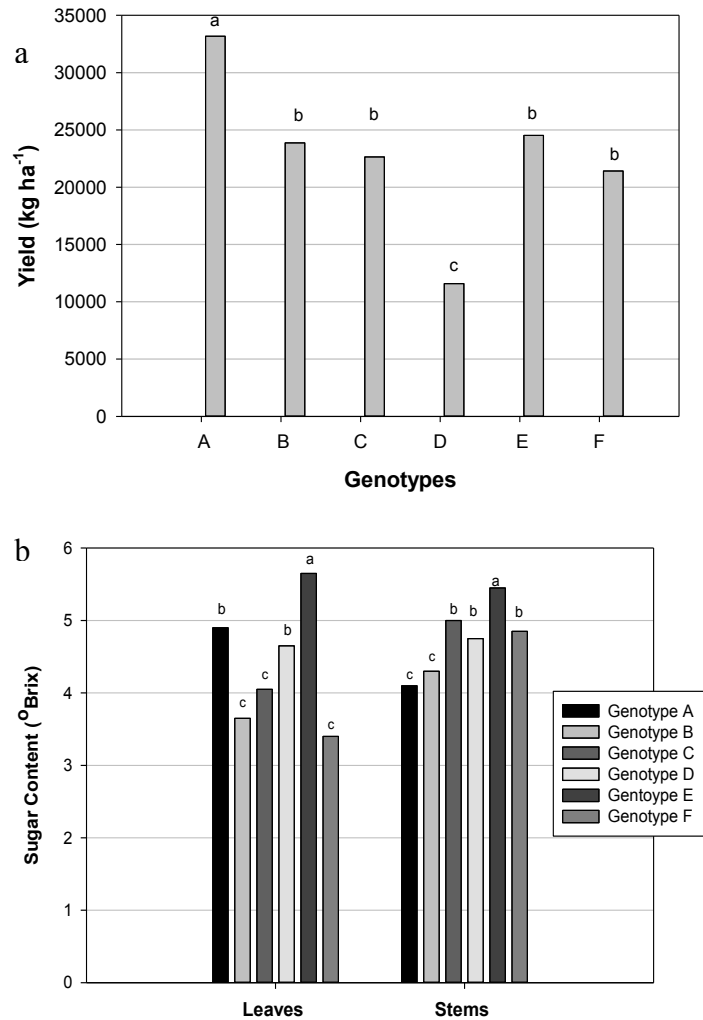 a
35000
30000
25000
20000
15000
10000
5000
0
Yield (kg ha⁻¹)
a
b
b
c
b
b
A B C D E F
Genotypes
b
6
5
4
3
2
1
0
Sugar Content (ᴼBrix)
b
c
c
b
a
c
c
c
b
b
a
b
Leaves Stems
Genotype A
Genotype B
Genotype C
Genotype D
Gentoype E
Genotype F